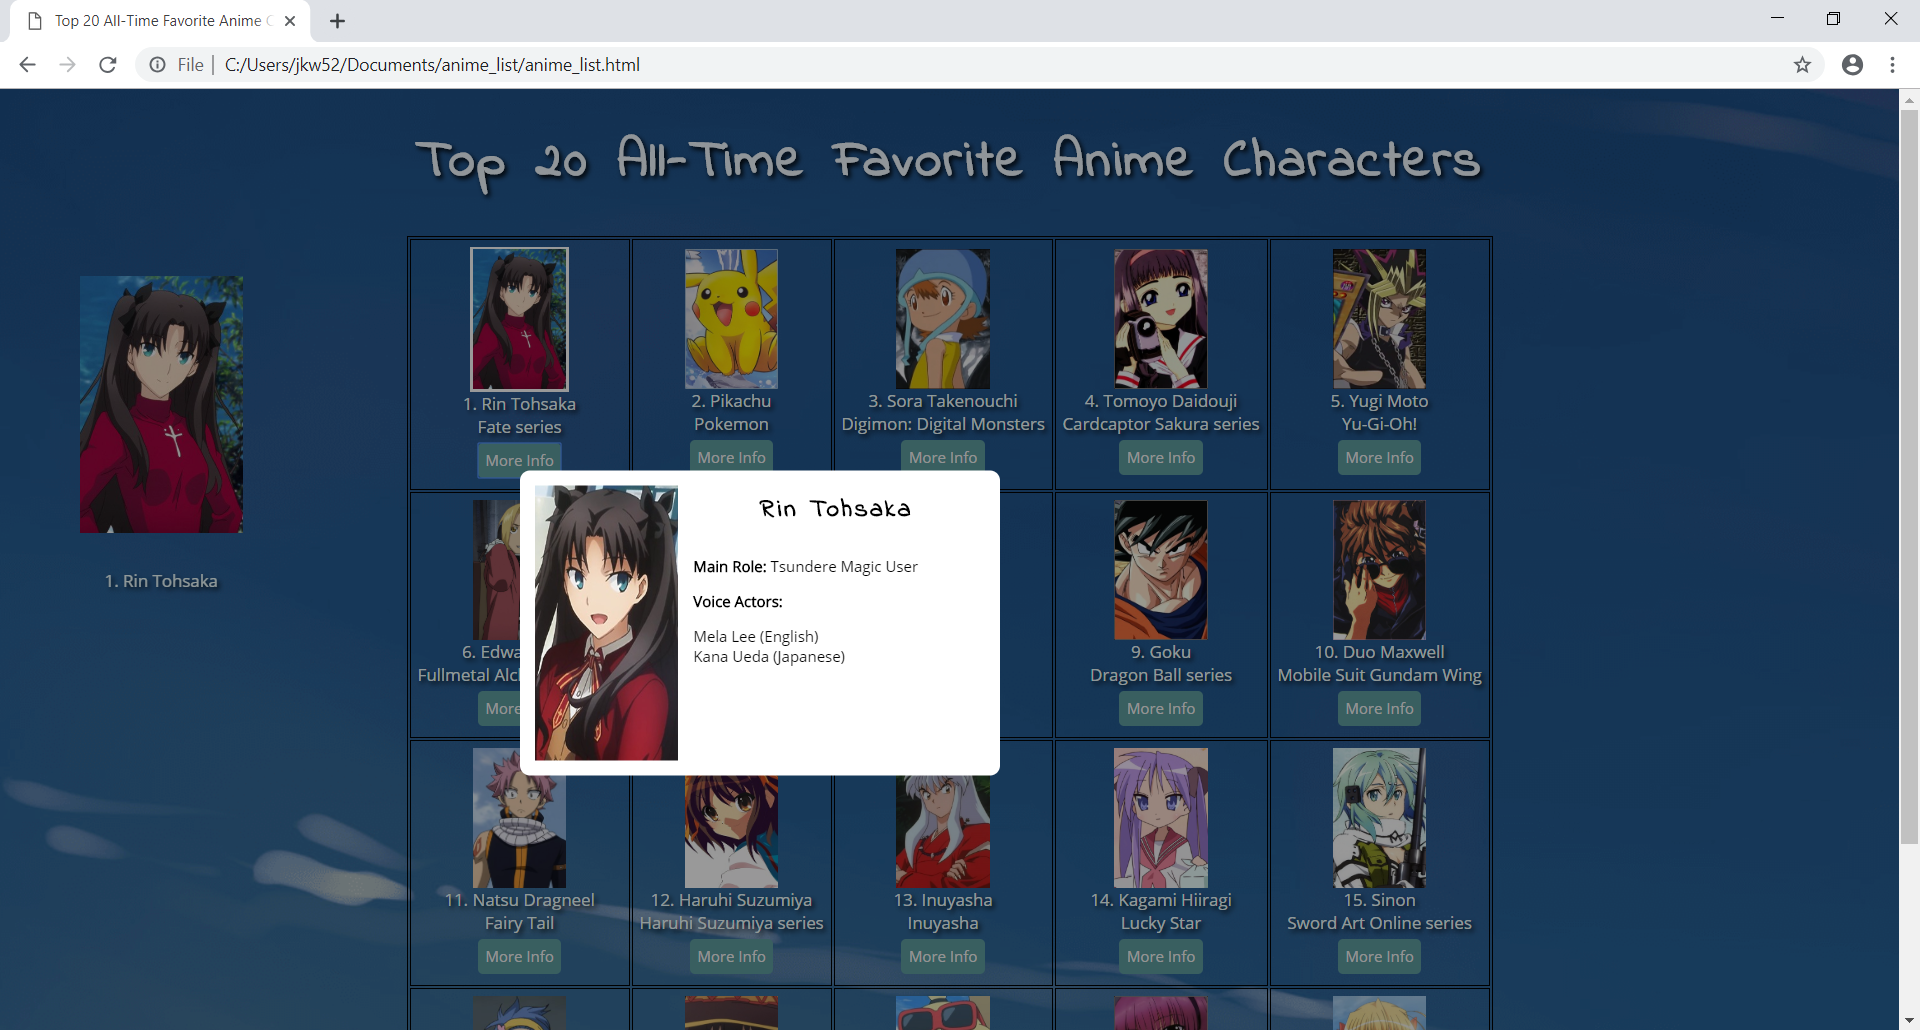 Top 20 All-Time Favorite Anime C
File | C:/Users/jkw52/Documents/anime_list/anime_list.html
Top 20 All-Time Favorite Anime Characters
1. Rin Tohsaka
1. Rin Tohsaka
Fate series
More Info
2. Pikachu
Pokemon
More Info
3. Sora Takenouchi
Digimon: Digital Monsters
More Info
4. Tomoyo Daidouji
Cardcaptor Sakura series
More Info
5. Yugi Moto
Yu-Gi-Oh!
More Info
Rin Tohsaka
Main Role: Tsundere Magic User
Voice Actors:
Mela Lee (English)
Kana Ueda (Japanese)
6. Edwa
Fullmetal Alc
More
9. Goku
Dragon Ball series
More Info
10. Duo Maxwell
Mobile Suit Gundam Wing
More Info
11. Natsu Dragneel
Fairy Tail
More Info
12. Haruhi Suzumiya
Haruhi Suzumiya series
More Info
13. Inuyasha
Inuyasha
More Info
14. Kagami Hiiragi
Lucky Star
More Info
15. Sinon
Sword Art Online series
More Info